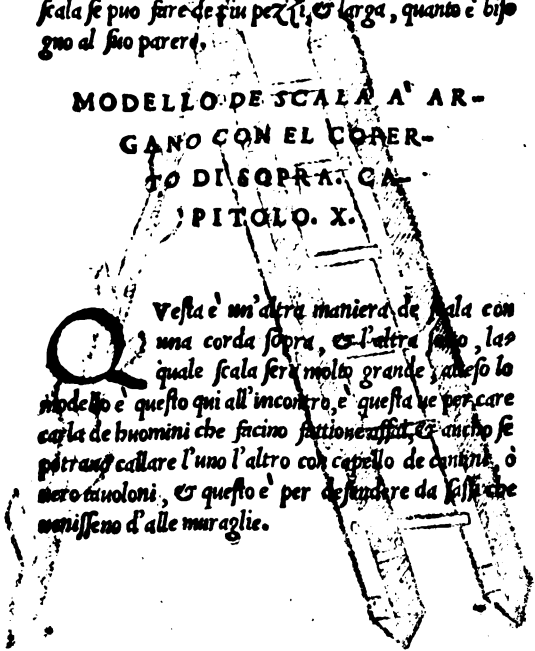 scala se puo fare de piu pezzi, & larga, quanto è biso
gno al suo parere.
MODELLO DE SCALA A' AR-
GANO CON EL COPER-
TO DI SOPRA. CA-
PITOLO. X.
Questa è un'altra maniera de scala con
una corda sopra, & l'altra sotto, la
quale scala serà molto grande, atteso lo
modello è questo qui all'incontro, è questa ue per care
carla de huomini che facino fattione assai, & ancho se
potrano callare l'uno l'altro con capello de, ò
uero tauoloni, & questo è per defendere da sassi che
uenisseno d'alle muraglie.